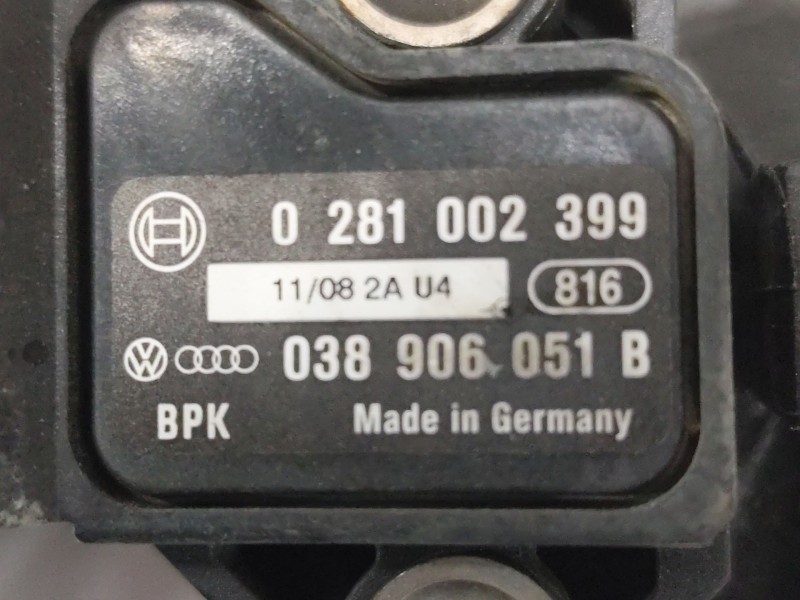 0 281 002 399
11/08 2A U4
816
038 906 051 B
BPK Made in Germany